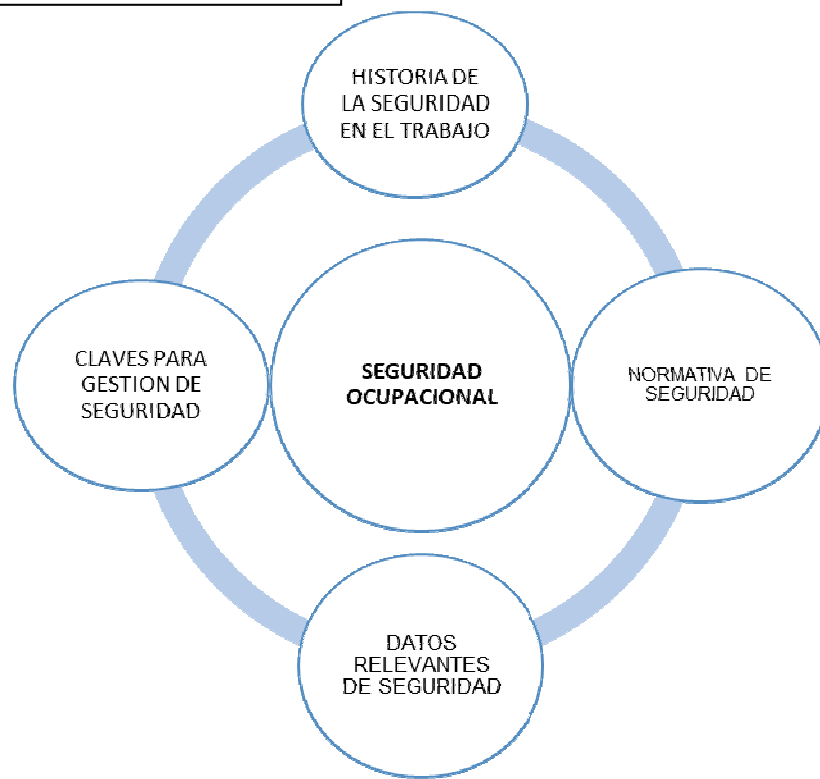 HISTORIA DE
LA SEGURIDAD
EN EL TRABAJO
CLAVES PARA
GESTION DE
SEGURIDAD
SEGURIDAD
OCUPACIONAL
NORMATIVA DE
SEGURIDAD
DATOS
RELEVANTES
DE SEGURIDAD